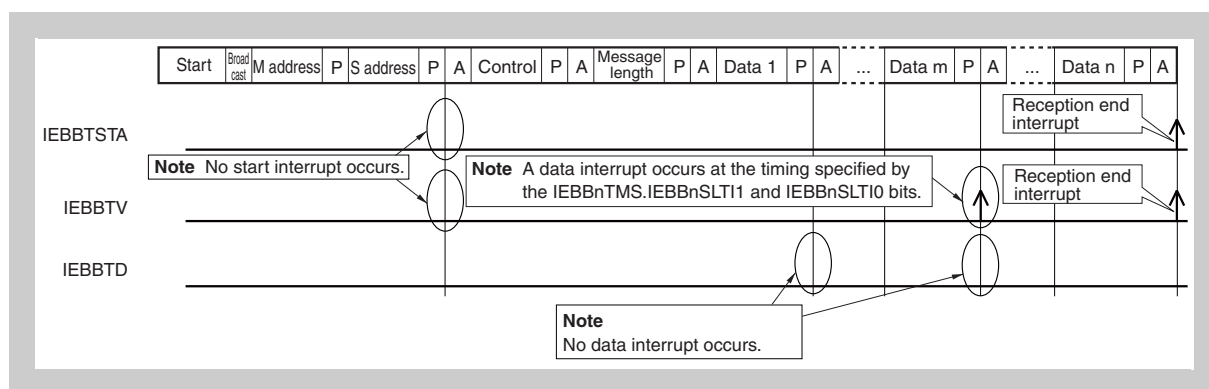 Start Broad cast M address P S address P A Control P A Message length P A Data 1 P A ... Data m P A ... Data n P A
Reception end
interrupt
IEBBTSTA
Note No start interrupt occurs.
Note A data interrupt occurs at the timing specified by
the IEBBnTMS.IEBBnSLTI1 and IEBBnSLTI0 bits.
Reception end
interrupt
IEBBTV
IEBBTD
Note
No data interrupt occurs.